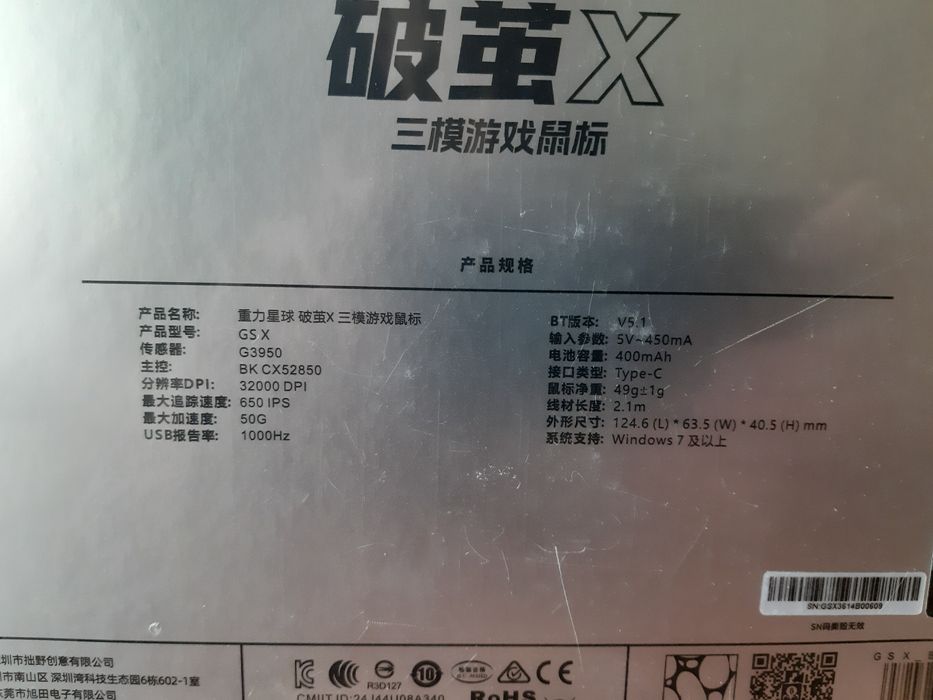 破茧X
三模游戏鼠标
产品规格
产品名称: 重力星球 破茧X 三模游戏鼠标
产品型号: GS X
传感器: G3950
主控: BK CX52850
分辨率DPI: 32000 DPI
最大追踪速度: 650 IPS
最大加速度: 50G
USB报告率: 1000Hz
BT版本: V5.1
输入参数: 5V⎓450mA
电池容量: 400mAh
接口类型: Type-C
鼠标净重: 49g±1g
线材长度: 2.1m
外形尺寸: 124.6 (L) * 63.5 (W) * 40.5 (H) mm
系统支持: Windows 7 及以上
SN:GSX3614B00609
SN码撕毁无效
圳市拙野创意有限公司
市南山区 深圳湾科技生态园6栋602-1室
东莞市旭田电子有限公司
R3D127
10
CMIIT ID:24J44U08A340
RoHS
GSX